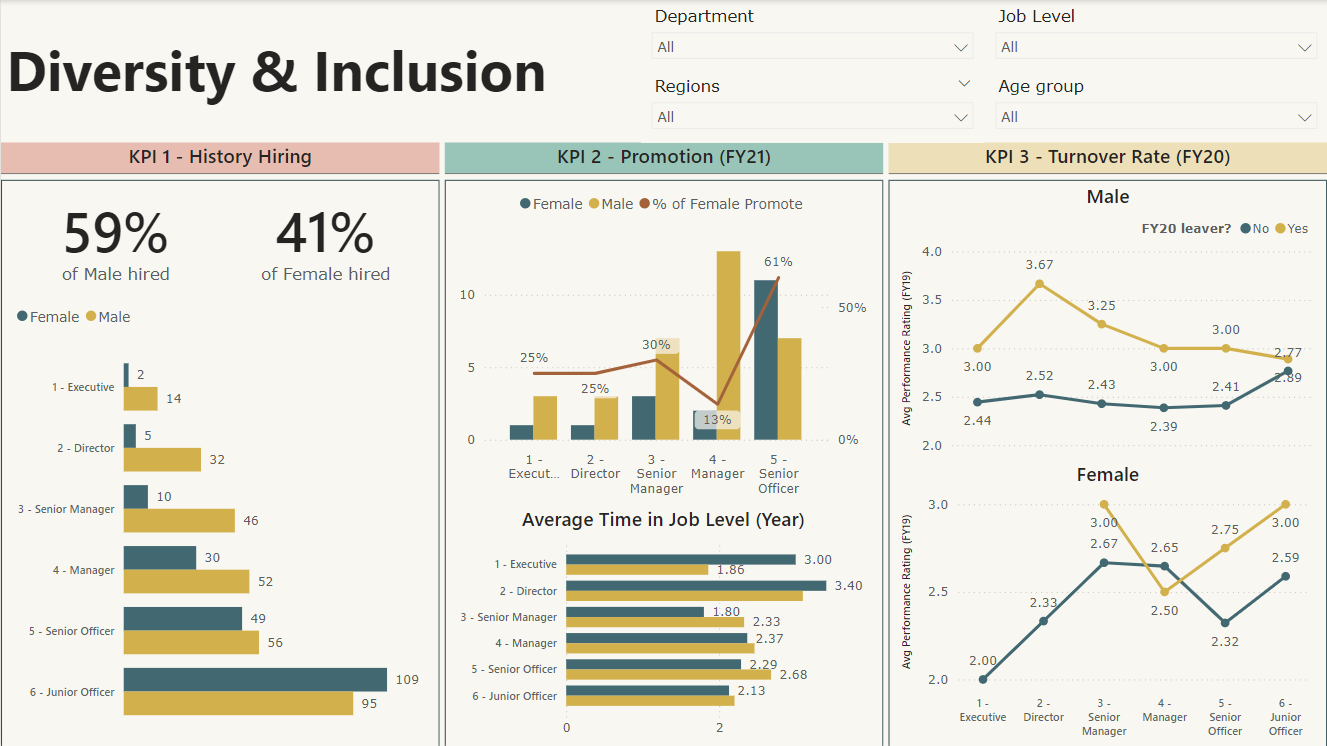 Diversity & Inclusion
Department
All
Job Level
All
Regions
All
Age group
All
KPI 1 - History Hiring
59%
of Male hired
41%
of Female hired
Female
Male
1 - Executive
2
14
2 - Director
5
32
3 - Senior Manager
10
46
4 - Manager
30
52
5 - Senior Officer
49
56
6 - Junior Officer
109
95
KPI 2 - Promotion (FY21)
Female
Male
% of Female Promote
10
5
0
50%
0%
25%
25%
30%
13%
61%
1 -
Execut...
2 -
Director
3 -
Senior
Manager
4 -
Manager
5 -
Senior
Officer
Average Time in Job Level (Year)
1 - Executive
3.00
1.86
2 - Director
3.40
3 - Senior Manager
1.80
2.33
4 - Manager
2.37
5 - Senior Officer
2.29
2.68
6 - Junior Officer
2.13
0
2
KPI 3 - Turnover Rate (FY20)
Male
FY20 leaver?
No
Yes
Avg Performance Rating (FY19)
4.0
3.5
3.0
2.5
2.0
3.00
3.67
3.25
3.00
3.00
2.77
2.89
2.44
2.52
2.43
2.39
2.41
Female
Avg Performance Rating (FY19)
3.0
2.5
2.0
2.00
2.33
3.00
2.67
2.65
2.50
2.75
2.32
3.00
2.59
1 -
Executive
2 -
Director
3 -
Senior
Manager
4 -
Manager
5 -
Senior
Officer
6 -
Junior
Officer